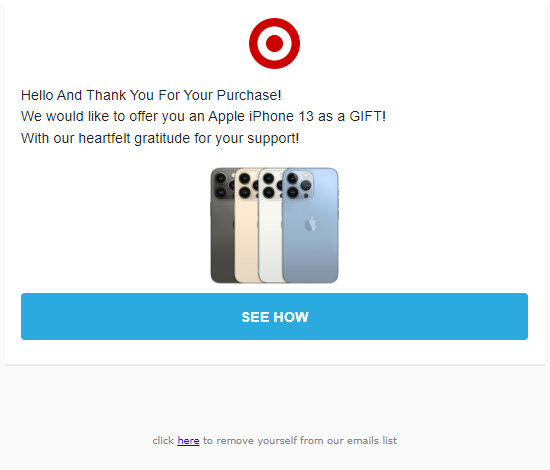 Hello And Thank You For Your Purchase!
We would like to offer you an Apple iPhone 13 as a GIFT!
With our heartfelt gratitude for your support!
SEE HOW
click here to remove yourself from our emails list